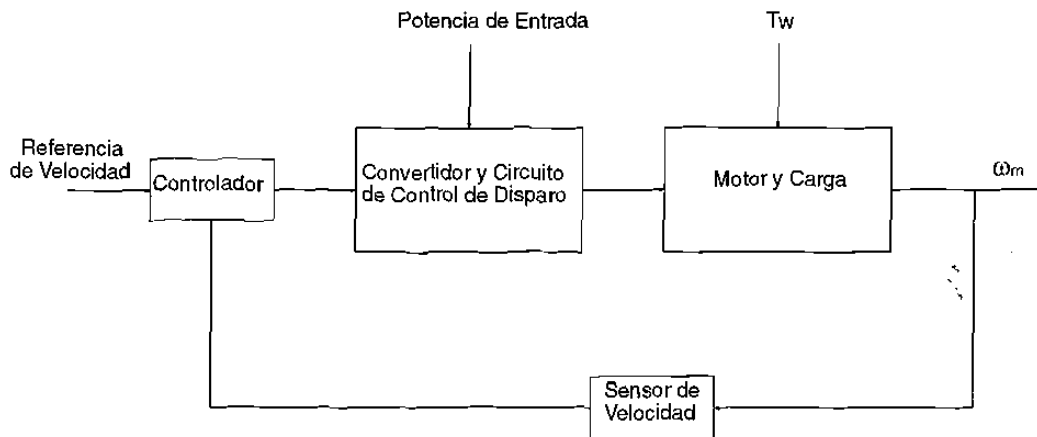 Potencia de Entrada
Tw
Referencia
de Velocidad
Controlador
Convertidor y Circuito
de Control de Disparo
Motor y Carga
ωm
Sensor de
Velocidad